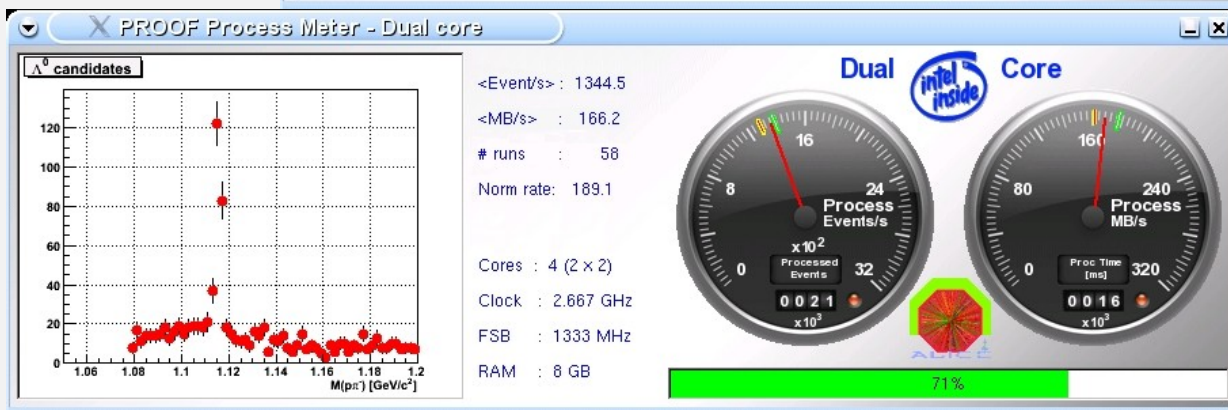 PROOF Process Meter - Dual core
Λ⁰ candidates
120
100
80
60
40
20
0
1.06 1.08 1.1 1.12 1.14 1.16 1.18 1.2
M(pπ⁻) [GeV/c²]
<Event/s> : 1344.5
<MB/s> : 166.2
# runs : 58
Norm rate: 189.1
Cores : 4 (2 x 2)
Clock : 2.667 GHz
FSB : 1333 MHz
RAM : 8 GB
Dual intel inside Core
16
8 24
Process
Events/s
x10²
0 32
Processed
Events
0021
x10³
160
80 240
Process
MB/s
0 320
Proc Time
[ms]
0016
x10³
ALICE
71%